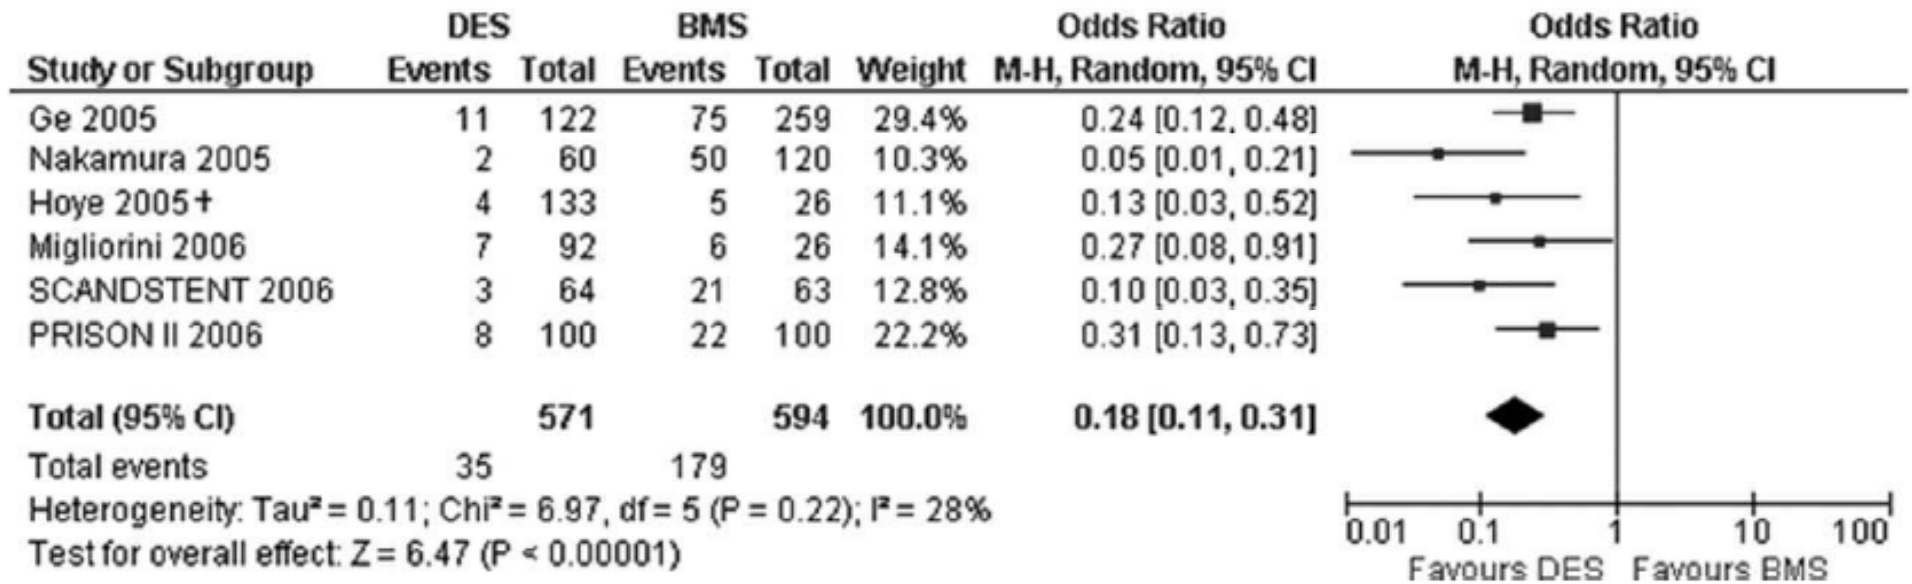 DES BMS Odds Ratio Odds Ratio
Study or Subgroup Events Total Events Total Weight M-H, Random, 95% CI M-H, Random, 95% CI
Ge 2005 11 122 75 259 29.4% 0.24 [0.12, 0.48]
Nakamura 2005 2 60 50 120 10.3% 0.05 [0.01, 0.21]
Hoye 2005✝ 4 133 5 26 11.1% 0.13 [0.03, 0.52]
Migliorini 2006 7 92 6 26 14.1% 0.27 [0.08, 0.91]
SCANDSTENT 2006 3 64 21 63 12.8% 0.10 [0.03, 0.35]
PRISON II 2006 8 100 22 100 22.2% 0.31 [0.13, 0.73]
Total (95% CI) 571 594 100.0% 0.18 [0.11, 0.31]
Total events 35 179
Heterogeneity: Tau² = 0.11; Chi² = 6.97, df = 5 (P = 0.22); I² = 28%
Test for overall effect: Z = 6.47 (P < 0.00001)
0.01 0.1 1 10 100
Favours DES Favours BMS